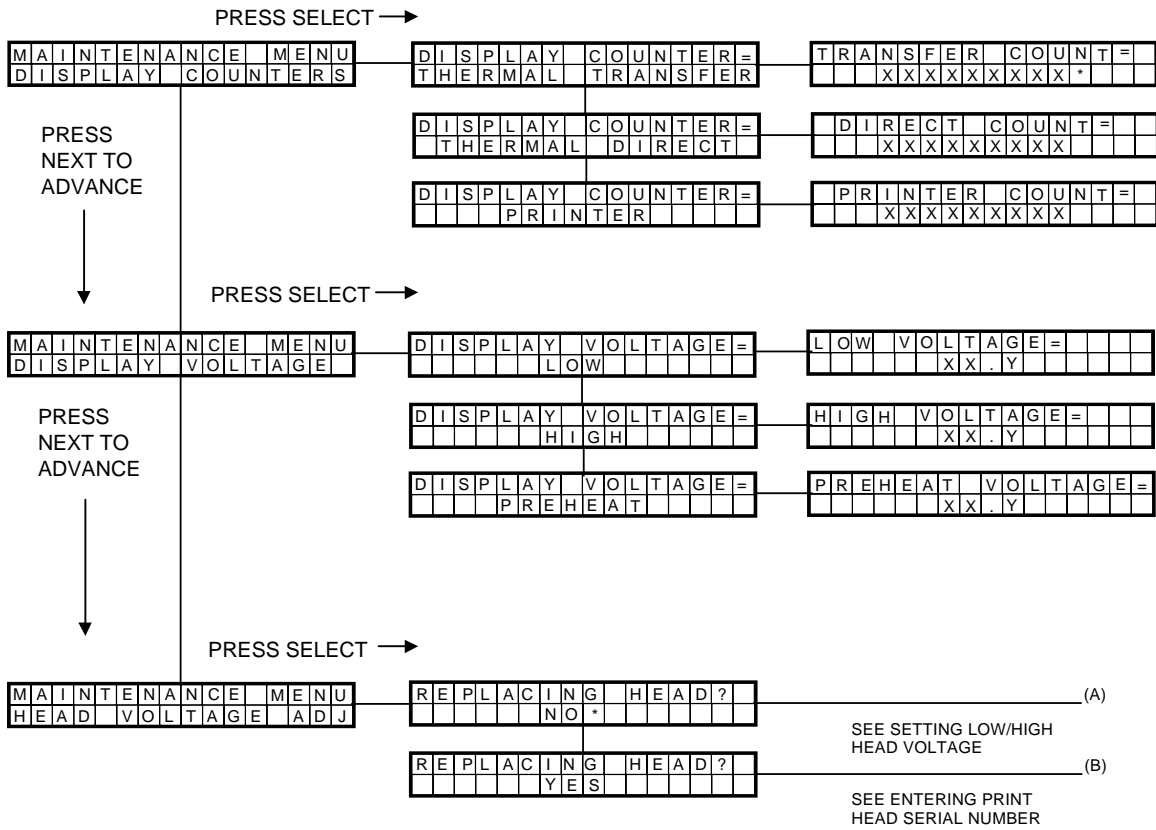 PRESS SELECT
MAINTENANCE MENU
DISPLAY COUNTERS
DISPLAY COUNTER=
THERMAL TRANSFER
TRANSFER COUNT=
XXXXXXXXX*
PRESS
NEXT TO
ADVANCE
DISPLAY COUNTER=
THERMAL DIRECT
DIRECT COUNT=
XXXXXXXXX
DISPLAY COUNTER=
PRINTER
PRINTER COUNT=
XXXXXXXXX
PRESS SELECT
MAINTENANCE MENU
DISPLAY VOLTAGE
DISPLAY VOLTAGE=
LOW
LOW VOLTAGE=
XX.Y
PRESS
NEXT TO
ADVANCE
DISPLAY VOLTAGE=
HIGH
HIGH VOLTAGE=
XX.Y
DISPLAY VOLTAGE=
PREHEAT
PREHEAT VOLTAGE=
XX.Y
PRESS SELECT
MAINTENANCE MENU
HEAD VOLTAGE ADJ
REPLACING HEAD?
NO*
(A)
SEE SETTING LOW/HIGH
HEAD VOLTAGE
REPLACING HEAD?
YES
(B)
SEE ENTERING PRINT
HEAD SERIAL NUMBER